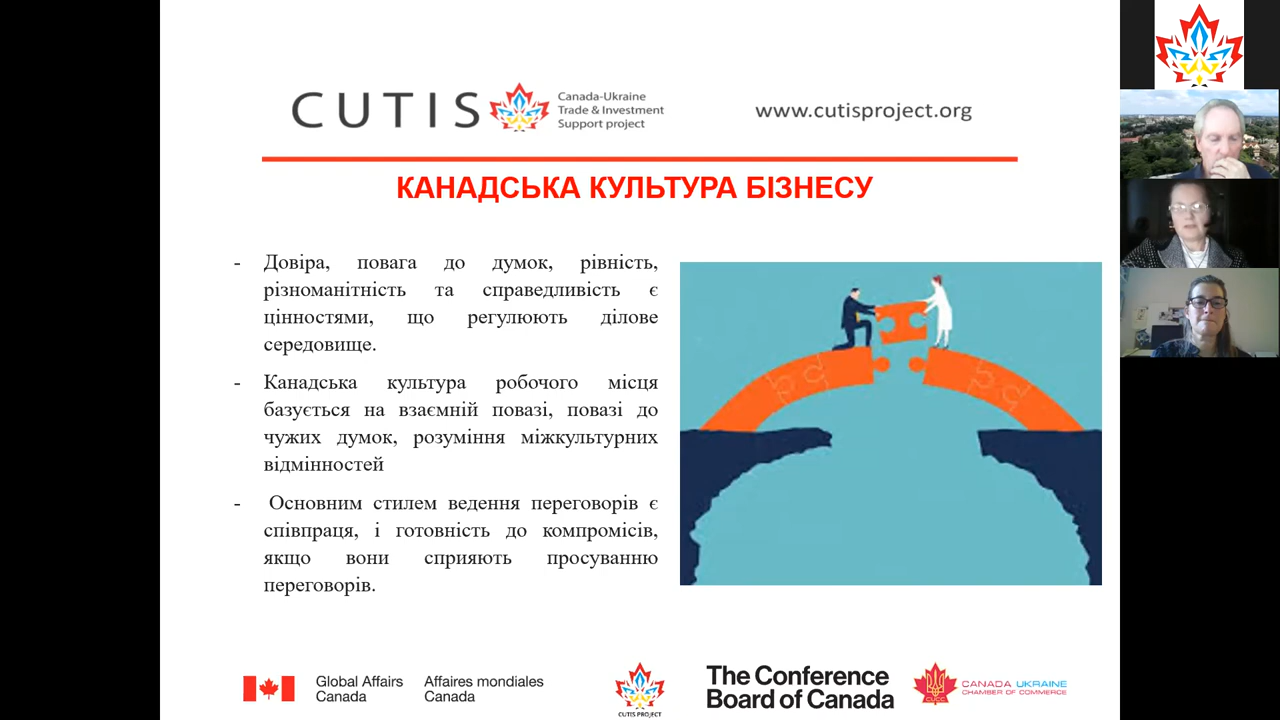 CUTIS
Canada-Ukraine
Trade & Investment
Support project
www.cutisproject.org
КАНАДСЬКА КУЛЬТУРА БІЗНЕСУ
- Довіра, повага до думок, рівність,
різноманітність та справедливість є
цінностями, що регулюють ділове
середовище.
- Канадська культура робочого місця
базується на взаємній повазі, повазі до
чужих думок, розуміння міжкультурних
відмінностей
- Основним стилем ведення переговорів є
співпраця, і готовність до компромісів,
якщо вони сприяють просуванню
переговорів.
Global Affairs
Canada
Affaires mondiales
Canada
CUTIS PROJECT
The Conference
Board of Canada
CUCC
CANADA UKRAINE
CHAMBER OF COMMERCE